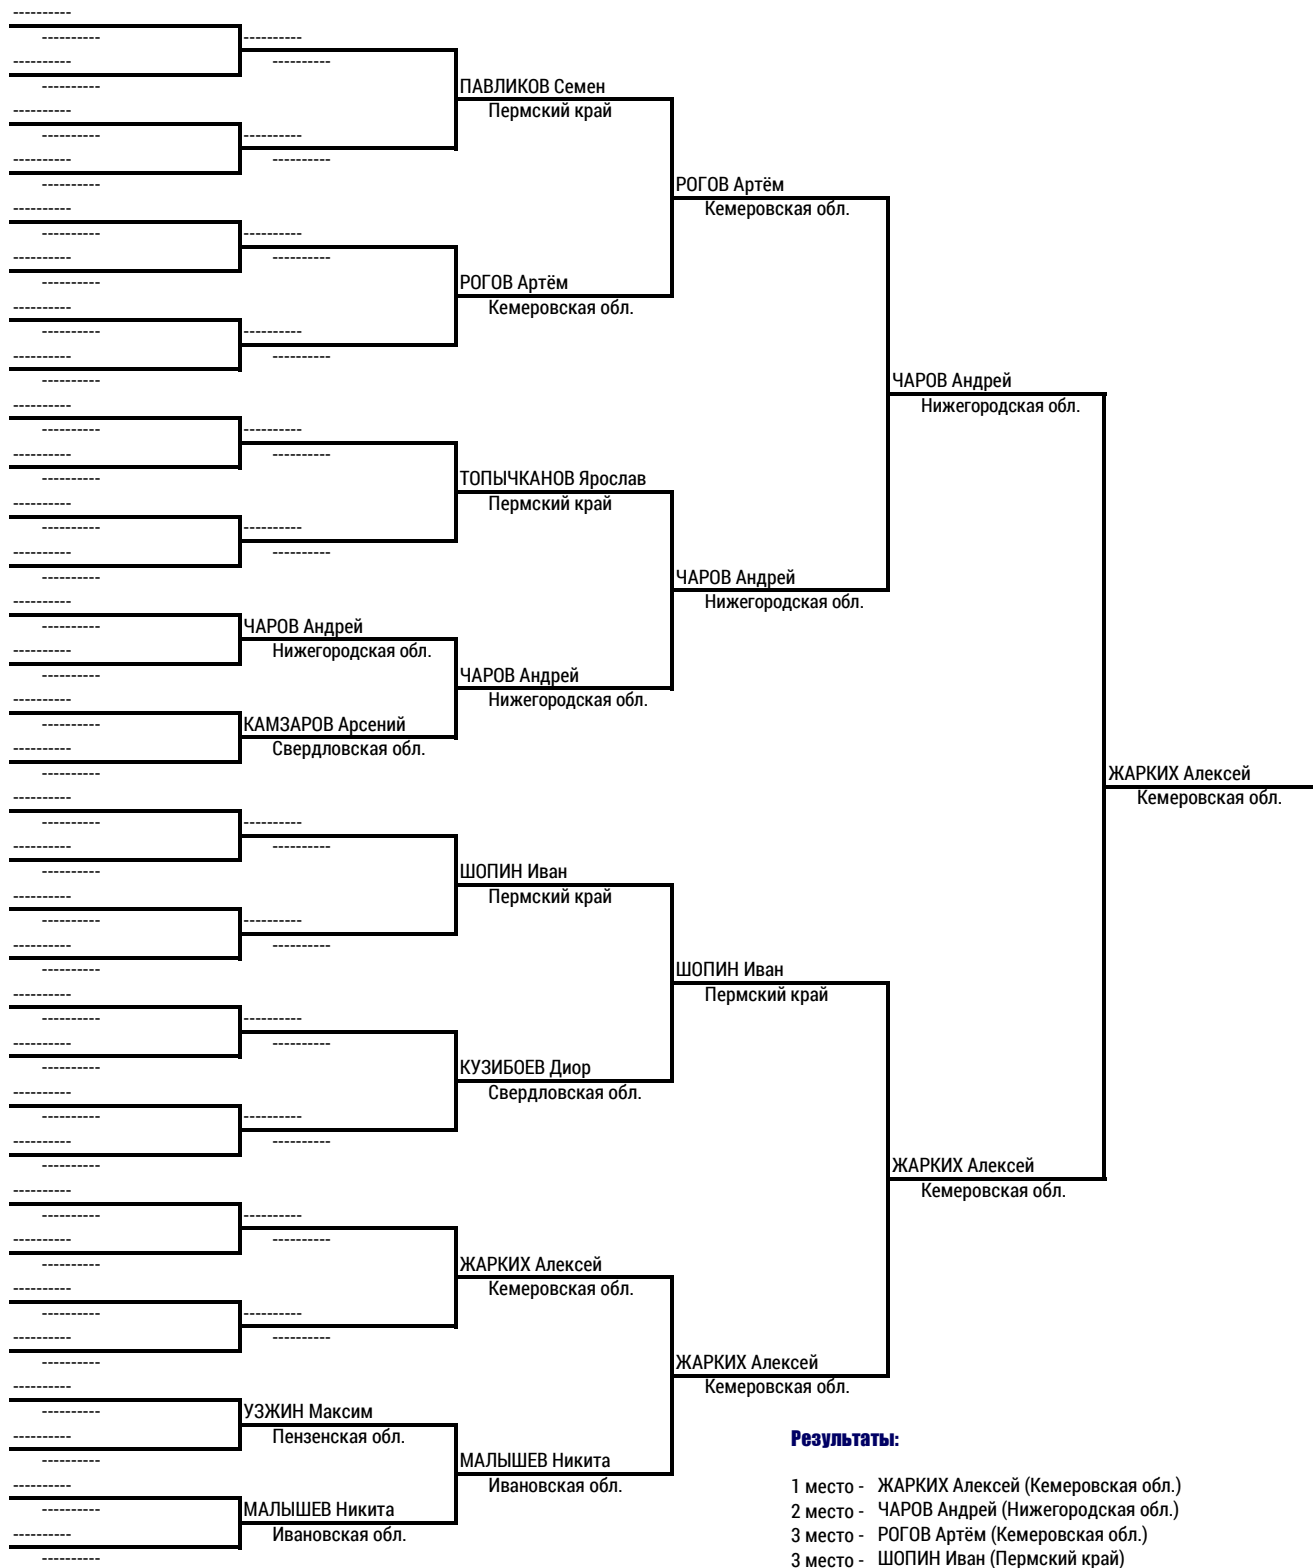 ----------
---------- ----------
---------- ----------
---------- ПАВЛИКОВ Семен
---------- Пермский край
---------- ----------
---------- ----------
---------- РОГОВ Артём
---------- Кемеровская обл.
---------- ----------
---------- ----------
---------- РОГОВ Артём
---------- Кемеровская обл.
---------- ----------
---------- ----------
---------- ЧАРОВ Андрей
---------- Нижегородская обл.
---------- ----------
---------- ----------
---------- ТОПЫЧКАНОВ Ярослав
---------- Пермский край
---------- ----------
---------- ----------
---------- ЧАРОВ Андрей
---------- Нижегородская обл.
---------- ЧАРОВ Андрей
---------- Нижегородская обл.
---------- ЧАРОВ Андрей
---------- Нижегородская обл.
---------- КАМЗАРОВ Арсений
---------- Свердловская обл.
---------- ЖАРКИХ Алексей
---------- Кемеровская обл.
---------- ----------
---------- ----------
---------- ШОПИН Иван
---------- Пермский край
---------- ----------
---------- ----------
---------- ШОПИН Иван
---------- Пермский край
---------- ----------
---------- ----------
---------- КУЗИБОЕВ Диор
---------- Свердловская обл.
---------- ----------
---------- ----------
---------- ЖАРКИХ Алексей
---------- Кемеровская обл.
---------- ----------
---------- ----------
---------- ЖАРКИХ Алексей
---------- Кемеровская обл.
---------- ----------
---------- ----------
---------- ЖАРКИХ Алексей
---------- Кемеровская обл.
---------- УЗЖИН Максим
---------- Пензенская обл.
Результаты:
---------- МАЛЫШЕВ Никита
---------- Ивановская обл.
1 место - ЖАРКИХ Алексей (Кемеровская обл.)
---------- МАЛЫШЕВ Никита
2 место - ЧАРОВ Андрей (Нижегородская обл.)
---------- Ивановская обл.
3 место - РОГОВ Артём (Кемеровская обл.)
----------
3 место - ШОПИН Иван (Пермский край)